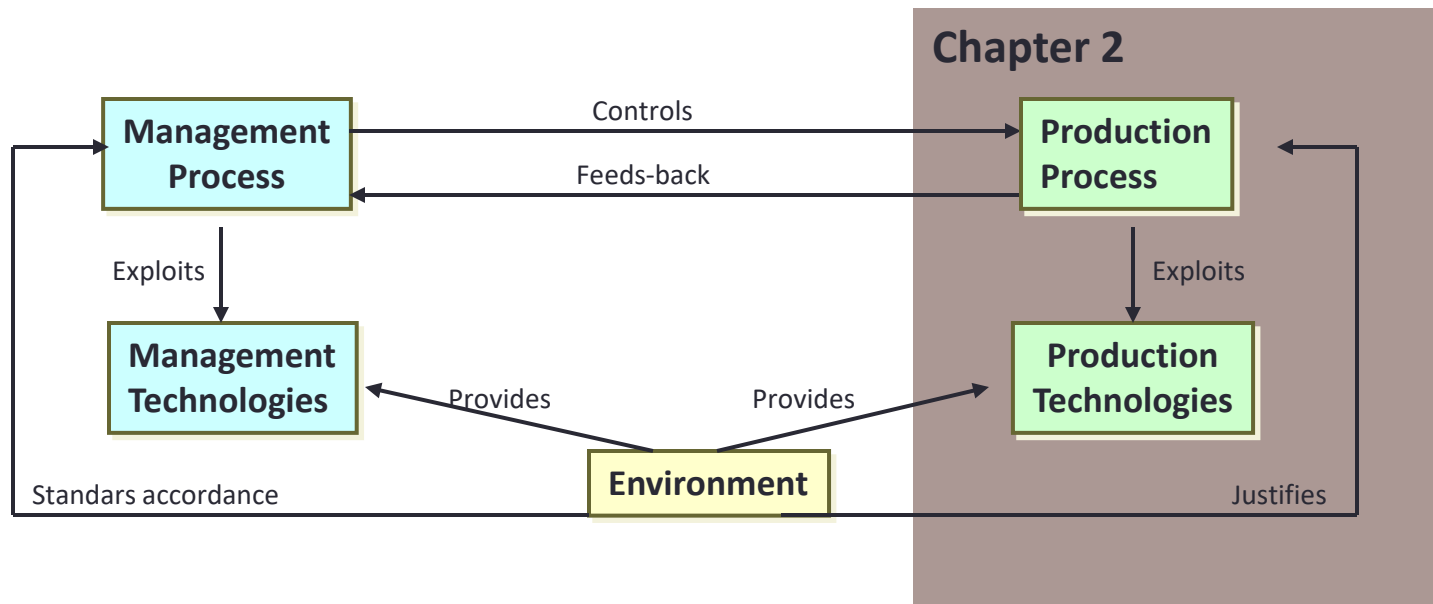 Chapter 2
Controls
Management
Process
Production
Process
Feeds-back
Exploits
Exploits
Management
Technologies
Production
Technologies
Provides
Provides
Environment
Standars accordance
Justifies